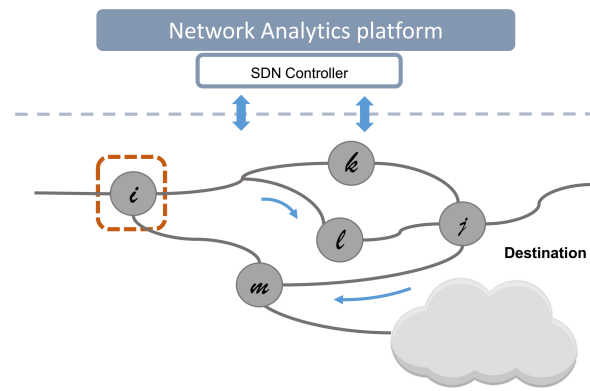 Network Analytics platform
SDN Controller
k
i
j
l
Destination
m